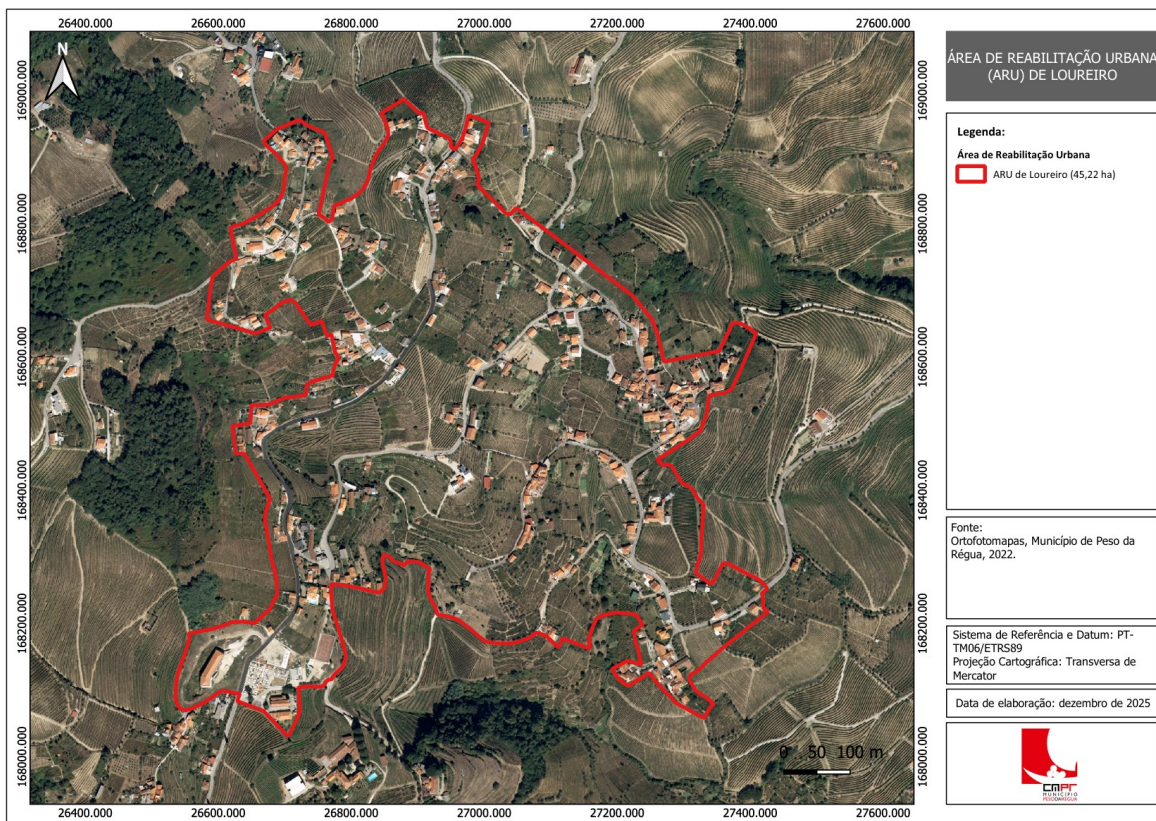 26400.000 26600.000 26800.000 27000.000 27200.000 27400.000 27600.000
169000.000 169000.000
168800.000 168800.000
168600.000 168600.000
168400.000 168400.000
168200.000 168200.000
168000.000 168000.000
N
0 50 100 m
26400.000 26600.000 26800.000 27000.000 27200.000 27400.000 27600.000
ÁREA DE REABILITAÇÃO URBANA
(ARU) DE LOUREIRO
Legenda:
Área de Reabilitação Urbana
ARU de Loureiro (45,22 ha)
Fonte:
Ortofotomapas, Município de Peso da
Régua, 2022.
Sistema de Referência e Datum: PT-
TM06/ETRS89
Projeção Cartográfica: Transversa de
Mercator
Data de elaboração: dezembro de 2025
CMPR
MUNICÍPIO
PESODARÉGUA